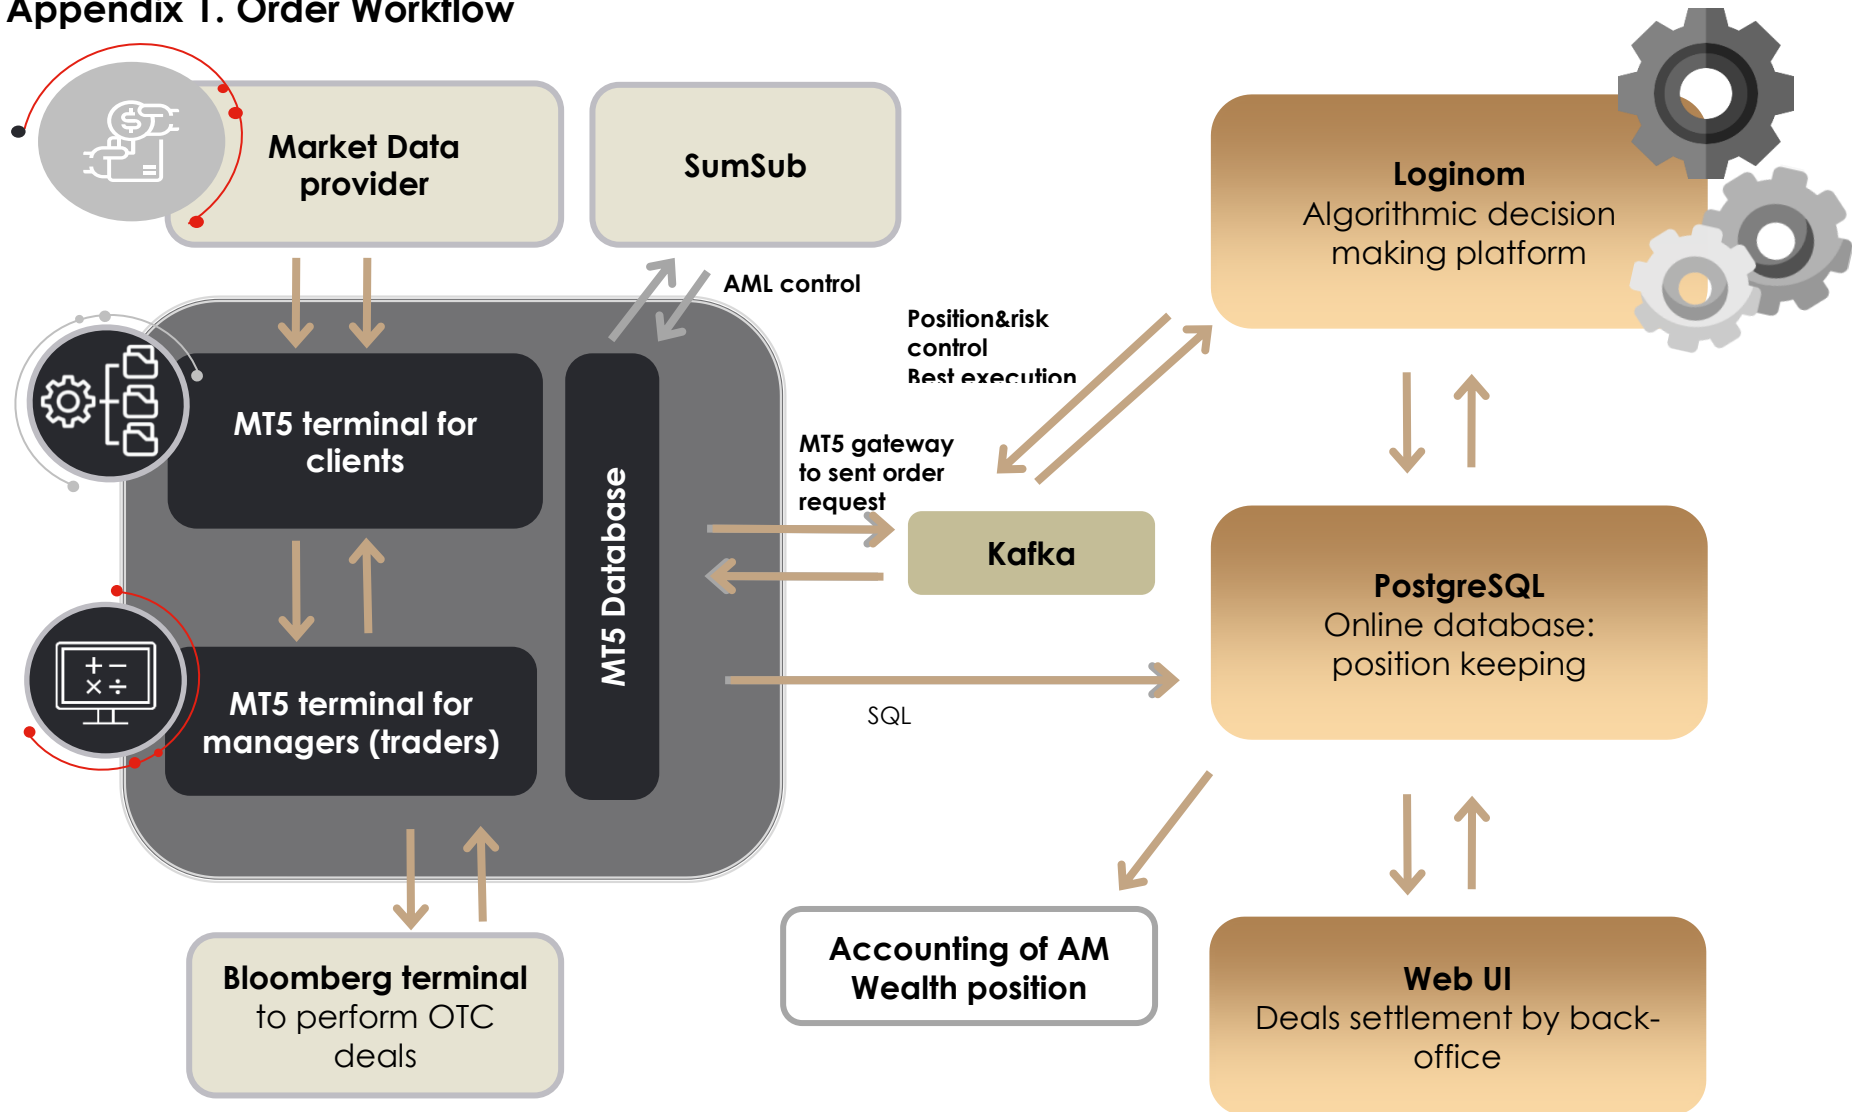 Appendix 1. Order Workflow
Market Data
provider
SumSub
Loginom
Algorithmic decision
making platform
AML control
Position&risk
control
Best execution
MT5 terminal for
clients
MT5 gateway
to sent order
request
MT5 Database
Kafka
PostgreSQL
Online database:
position keeping
MT5 terminal for
managers (traders)
SQL
Accounting of AM
Wealth position
Bloomberg terminal
to perform OTC
deals
Web UI
Deals settlement by back-
office